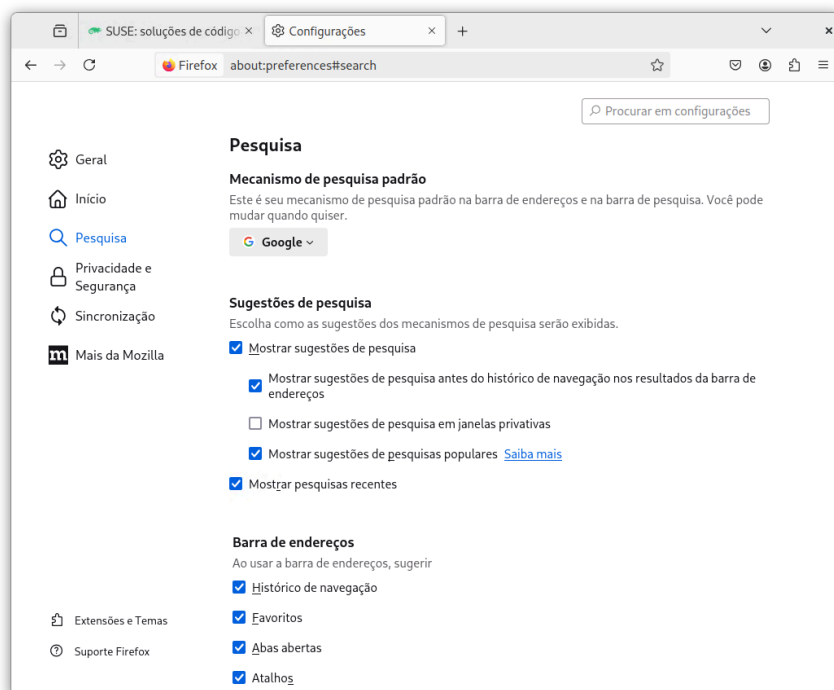 SUSE: soluções de código
Configurações
Firefox
about:preferences#search
Procurar em configurações
Geral
Início
Pesquisa
Privacidade e
Segurança
Sincronização
Mais da Mozilla
Extensões e Temas
Suporte Firefox
Pesquisa
Mecanismo de pesquisa padrão
Este é seu mecanismo de pesquisa padrão na barra de endereços e na barra de pesquisa. Você pode
mudar quando quiser.
Google
Sugestões de pesquisa
Escolha como as sugestões dos mecanismos de pesquisa serão exibidas.
Mostrar sugestões de pesquisa
Mostrar sugestões de pesquisa antes do histórico de navegação nos resultados da barra de
endereços
Mostrar sugestões de pesquisa em janelas privativas
Mostrar sugestões de pesquisas populares Saiba mais
Mostrar pesquisas recentes
Barra de endereços
Ao usar a barra de endereços, sugerir
Histórico de navegação
Favoritos
Abas abertas
Atalhos